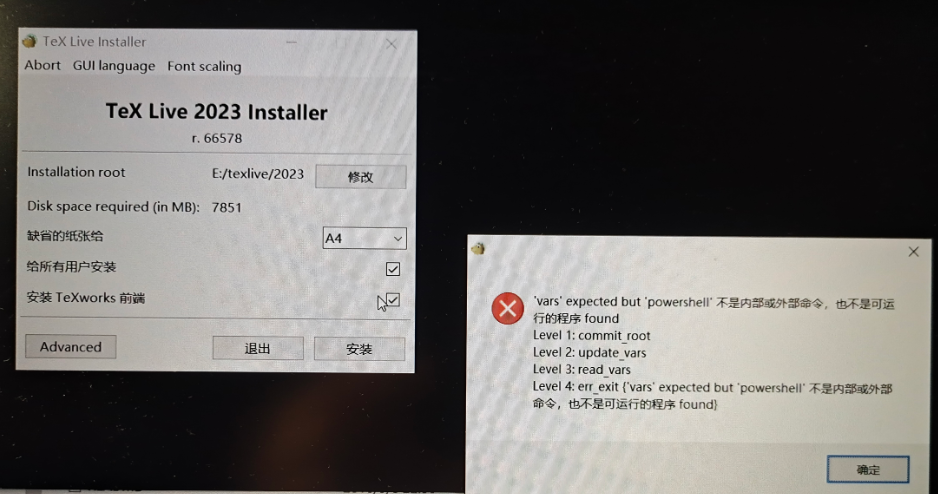 TeX Live Installer
Abort GUI language Font scaling
TeX Live 2023 Installer
r. 66578
Installation root E:/texlive/2023 修改
Disk space required (in MB): 7851
缺省的纸张给 A4
给所有用户安装
安装 TeXworks 前端
Advanced 退出 安装
'vars' expected but 'powershell' 不是内部或外部命令，也不是可运
行的程序 found
Level 1: commit_root
Level 2: update_vars
Level 3: read_vars
Level 4: err_exit {'vars' expected but 'powershell' 不是内部或外部
命令，也不是可运行的程序 found}
确定